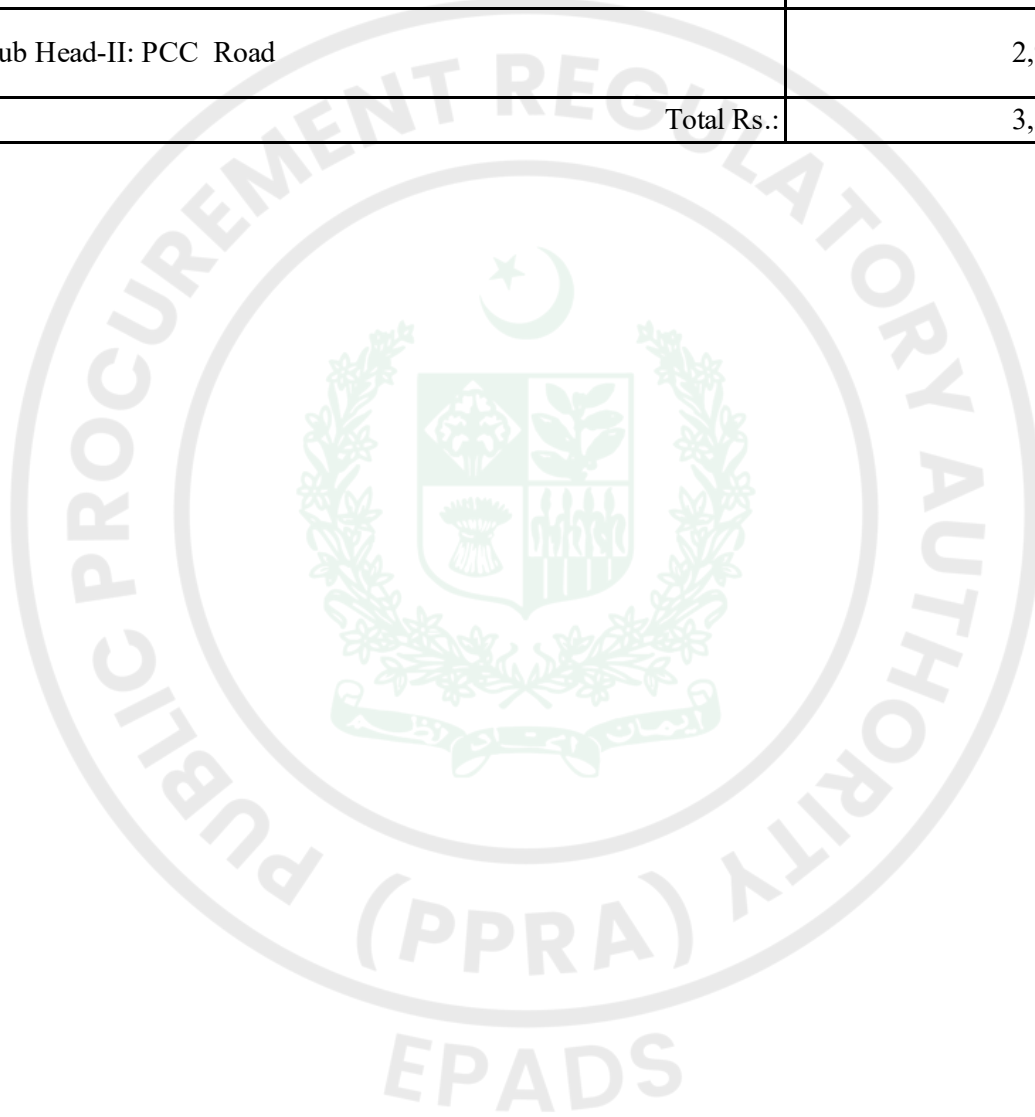 ub Head-II: PCC Road 2,
Total Rs.: 3,
PUBLIC PROCUREMENT REGULATORY AUTHORITY
(PPRA)
EPADS